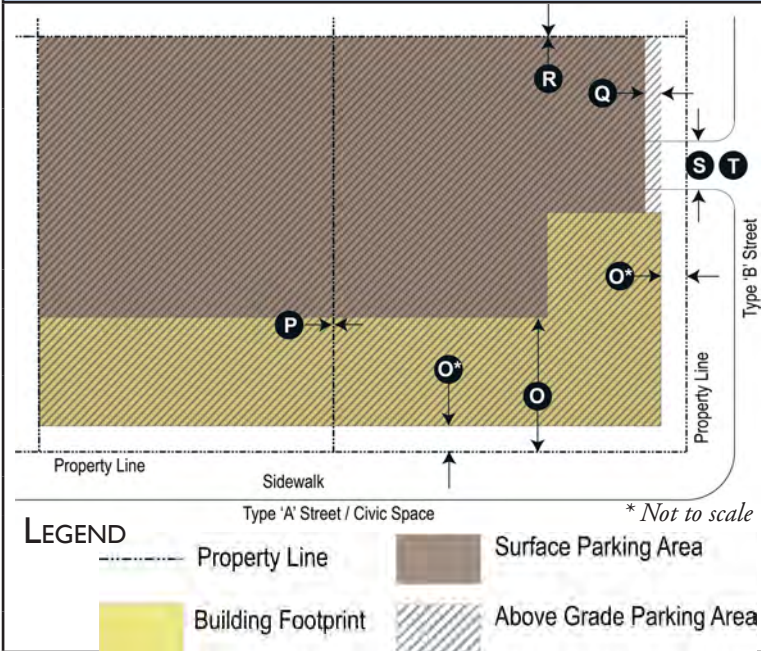 R
Q
S T
O*
Type 'B' Street
P
O*
O
Property Line
Property Line
Sidewalk
Type 'A' Street / Civic Space
* Not to scale
LEGEND
Property Line
Surface Parking Area
Building Footprint
Above Grade Parking Area